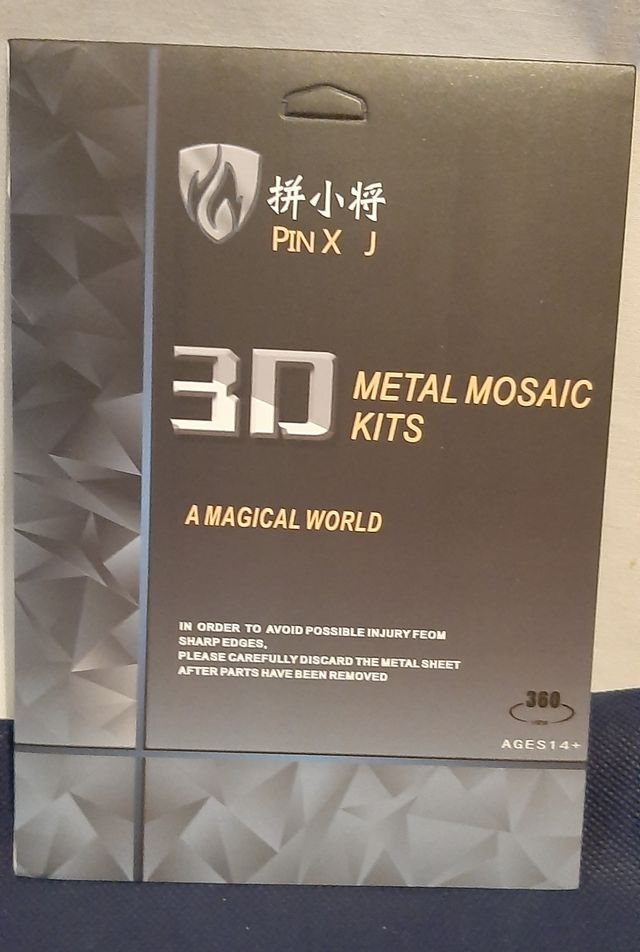 拼小将
PIN X J
3D
METAL MOSAIC
KITS
A MAGICAL WORLD
IN ORDER TO AVOID POSSIBLE INJURY FEOM
SHARP EDGES,
PLEASE CAREFULLY DISCARD THE METAL SHEET
AFTER PARTS HAVE BEEN REMOVED
360
AGES14+